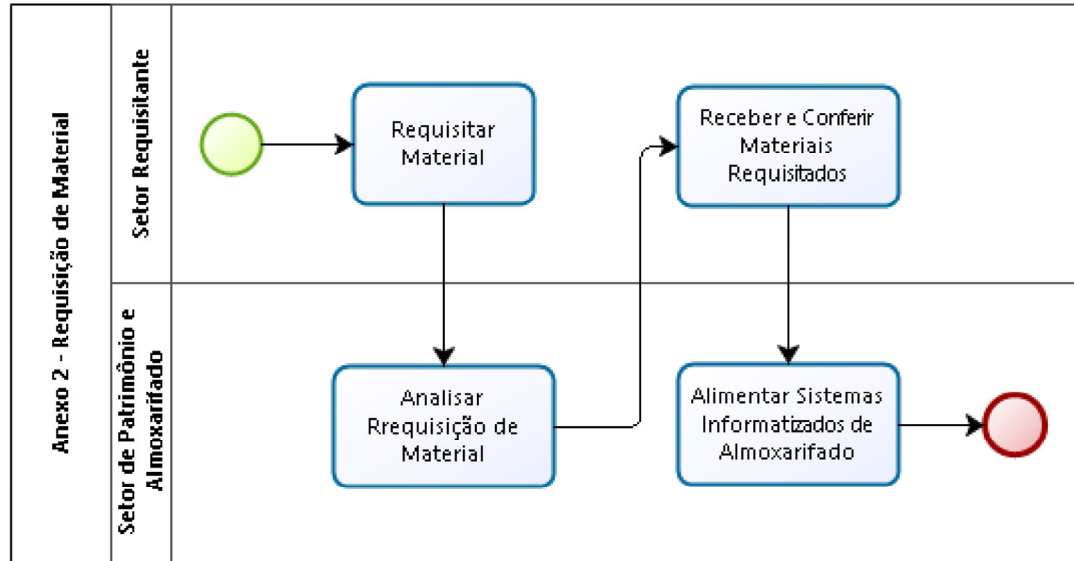 Anexo 2 - Requisição de Material
Setor Requisitante
Requisitar
Material
Receber e Conferir
Materiais
Requisitados
Setor de Patrimônio e
Almoxarifado
Analisar
Rrequisição de
Material
Alimentar Sistemas
Informatizados de
Almoxarifado